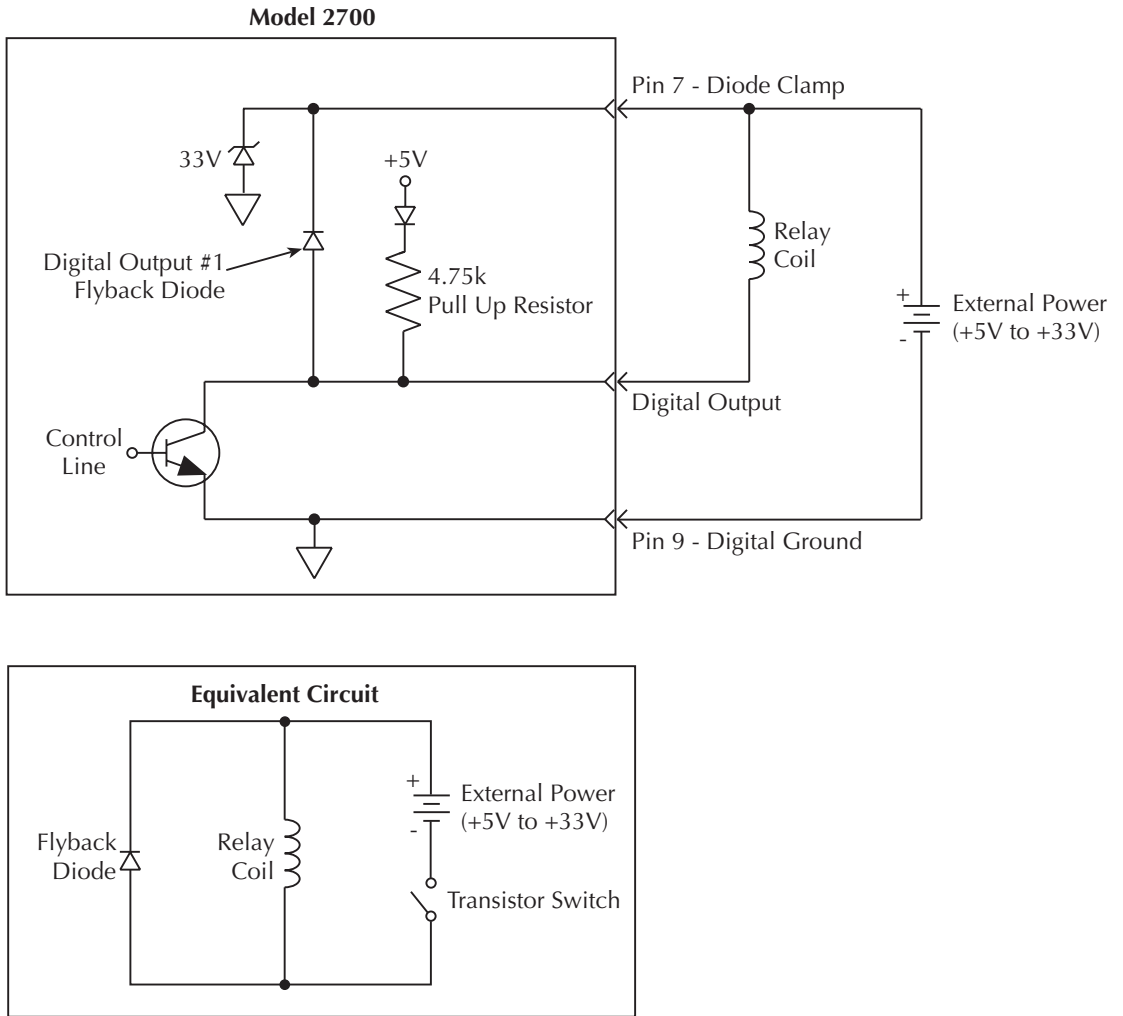 Model 2700
Pin 7 - Diode Clamp
33V
+5V
Digital Output #1
Flyback Diode
4.75k
Pull Up Resistor
Relay
Coil
+
-
External Power
(+5V to +33V)
Digital Output
Control
Line
Pin 9 - Digital Ground
Equivalent Circuit
Flyback
Diode
Relay
Coil
+
-
External Power
(+5V to +33V)
Transistor Switch